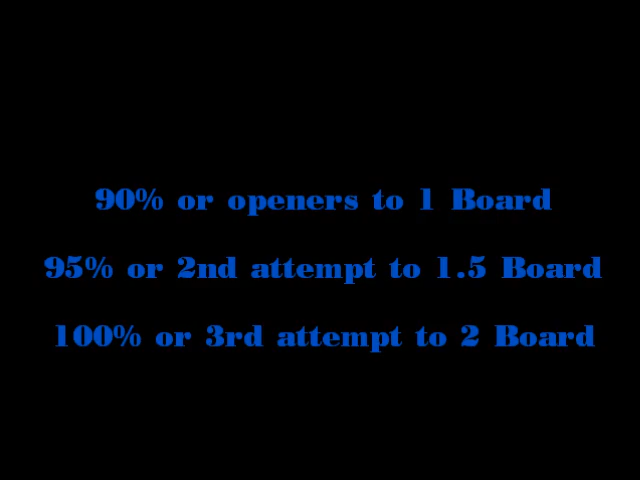 90% or openers to 1 Board
95% or 2nd attempt to 1.5 Board
100% or 3rd attempt to 2 Board